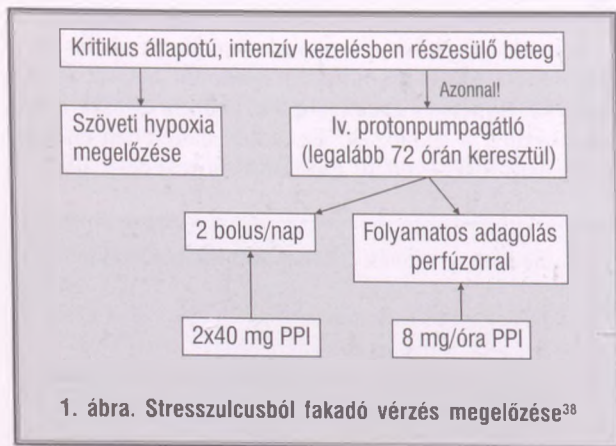 Kritikus állapotú, intenzív kezelésben részesülő beteg
Azonnal!
Szöveti hypoxia
megelőzése
Iv. protonpumpagátló
(legalább 72 órán keresztül)
2 bolus/nap
Folyamatos adagolás
perfúzorral
2x40 mg PPI
8 mg/óra PPI
1. ábra. Stresszulcusból fakadó vérzés megelőzése³⁸